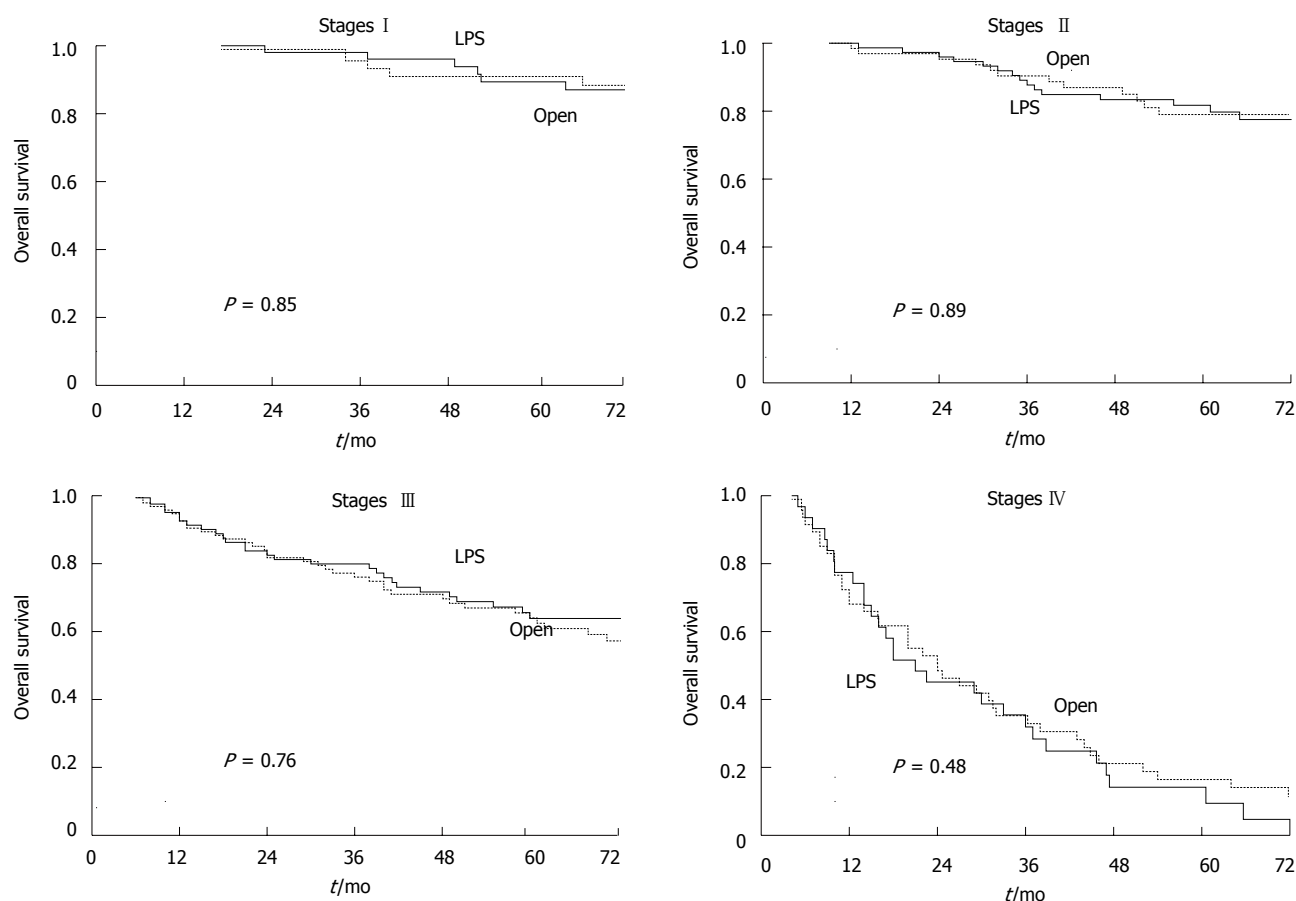 Stages Ⅰ
LPS
Open
P = 0.85
Overall survival
1.0
0.8
0.6
0.4
0.2
0
0 12 24 36 48 60 72
t/mo
Stages Ⅱ
Open
LPS
P = 0.89
Overall survival
1.0
0.8
0.6
0.4
0.2
0
0 12 24 36 48 60 72
t/mo
Stages Ⅲ
LPS
Open
P = 0.76
Overall survival
1.0
0.8
0.6
0.4
0.2
0
0 12 24 36 48 60 72
t/mo
Stages Ⅳ
LPS
Open
P = 0.48
Overall survival
1.0
0.8
0.6
0.4
0.2
0
0 12 24 36 48 60 72
t/mo